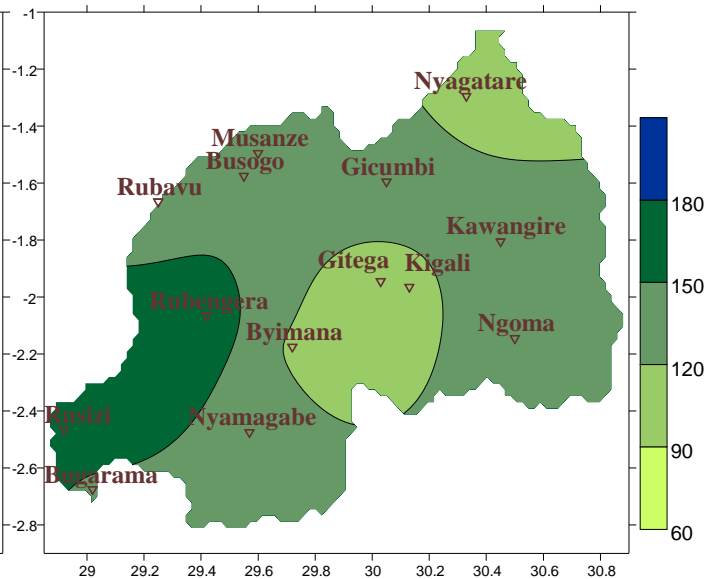 -1
-1.2
-1.4
-1.6
-1.8
-2
-2.2
-2.4
-2.6
-2.8
Nyagatare
Musanze
Busogo
Gicumbi
Rubavu
Kawangire
Gitega
Kigali
Rubengera
Byimana
Ngoma
Rusizi
Nyamagabe
Bugarama
29
29.2
29.4
29.6
29.8
30
30.2
30.4
30.6
30.8
180
150
120
90
60